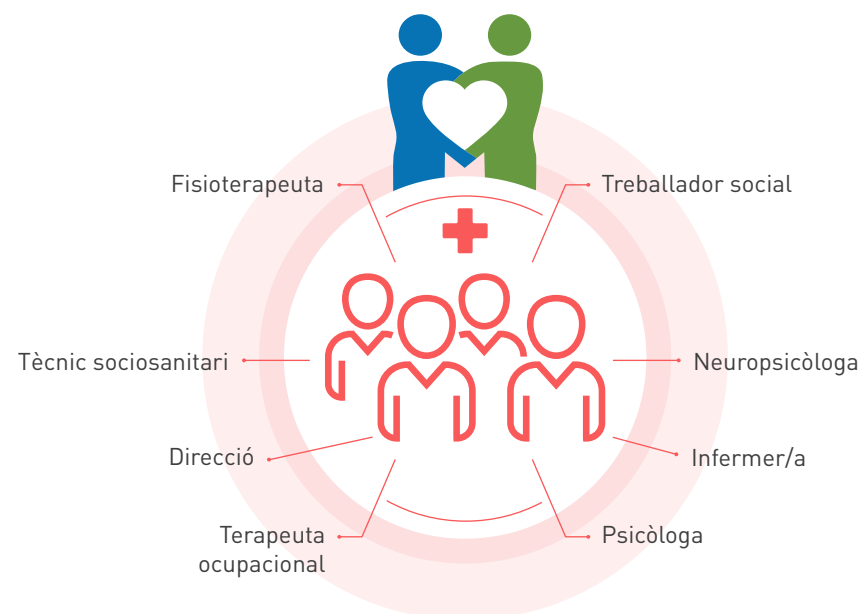 Fisioterapeuta
Treballador social
Tècnic sociosanitari
Neuropsicòloga
Direcció
Infermer/a
Terapeuta
ocupacional
Psicòloga